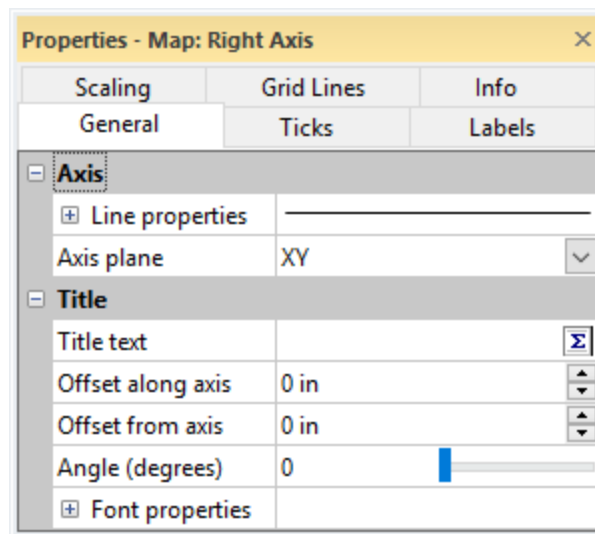 Properties - Map: Right Axis
Scaling Grid Lines Info
General Ticks Labels
Axis
Line properties
Axis plane XY
Title
Title text Σ
Offset along axis 0 in
Offset from axis 0 in
Angle (degrees) 0
Font properties